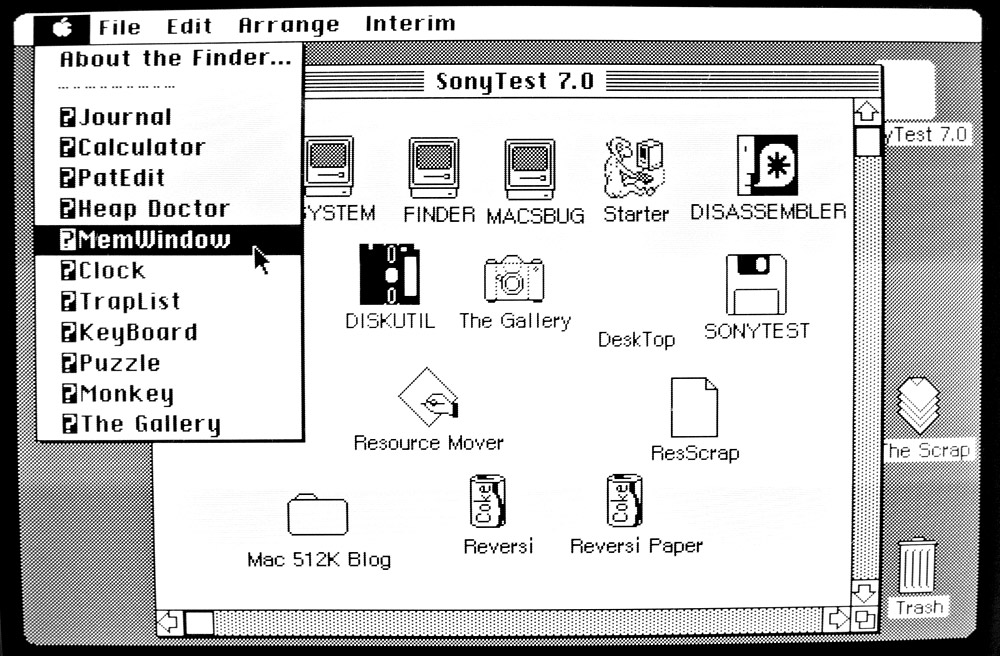 File Edit Arrange Interim
About the Finder...
Journal
Calculator
PatEdit
Heap Doctor
MemWindow
Clock
TrapList
KeyBoard
Puzzle
Monkey
The Gallery
SonyTest 7.0
SYSTEM FINDER MACSBUG Starter DISASSEMBLER
DISKUTIL The Gallery DeskTop SONYTEST
Resource Mover ResScrap
Coke Coke
Mac 512K Blog Reversi Reversi Paper
yTest 7.0
The Scrap
Trash